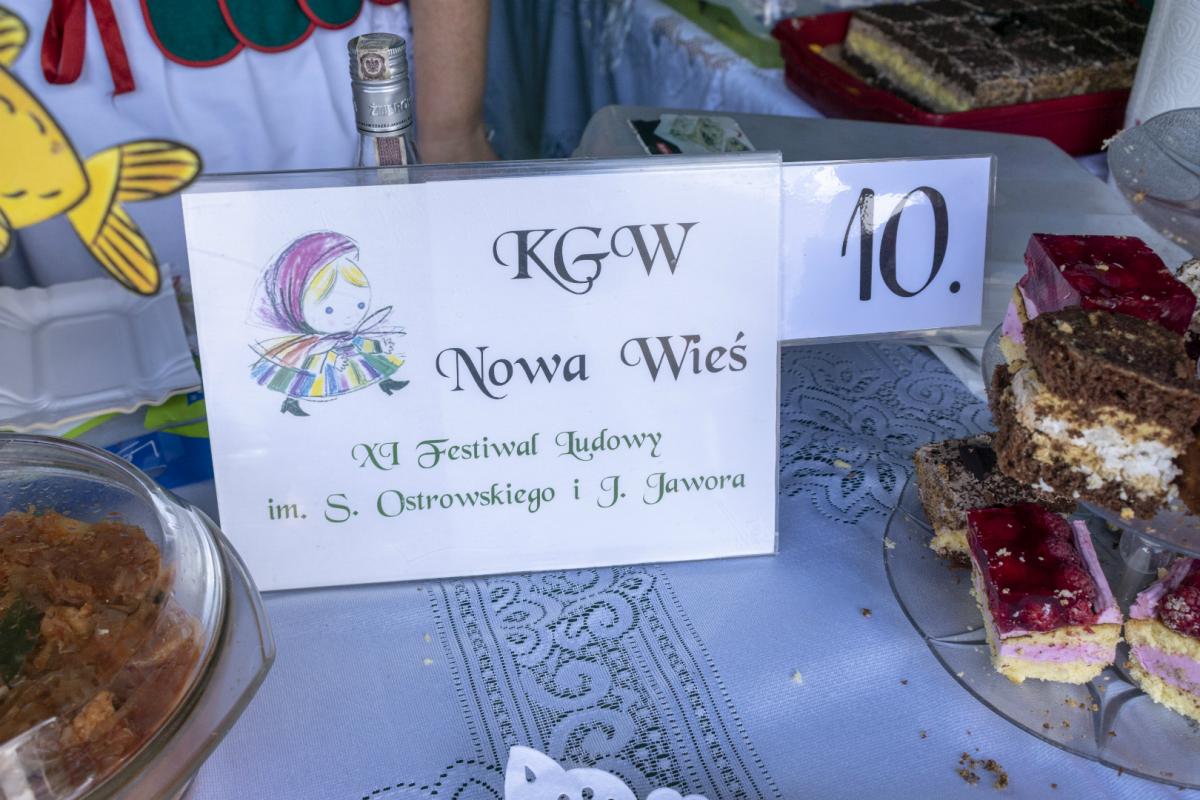 KGW
10.
Nowa Wieś
XI Festiwal Ludowy
im. S. Ostrowskiego i J. Jawora